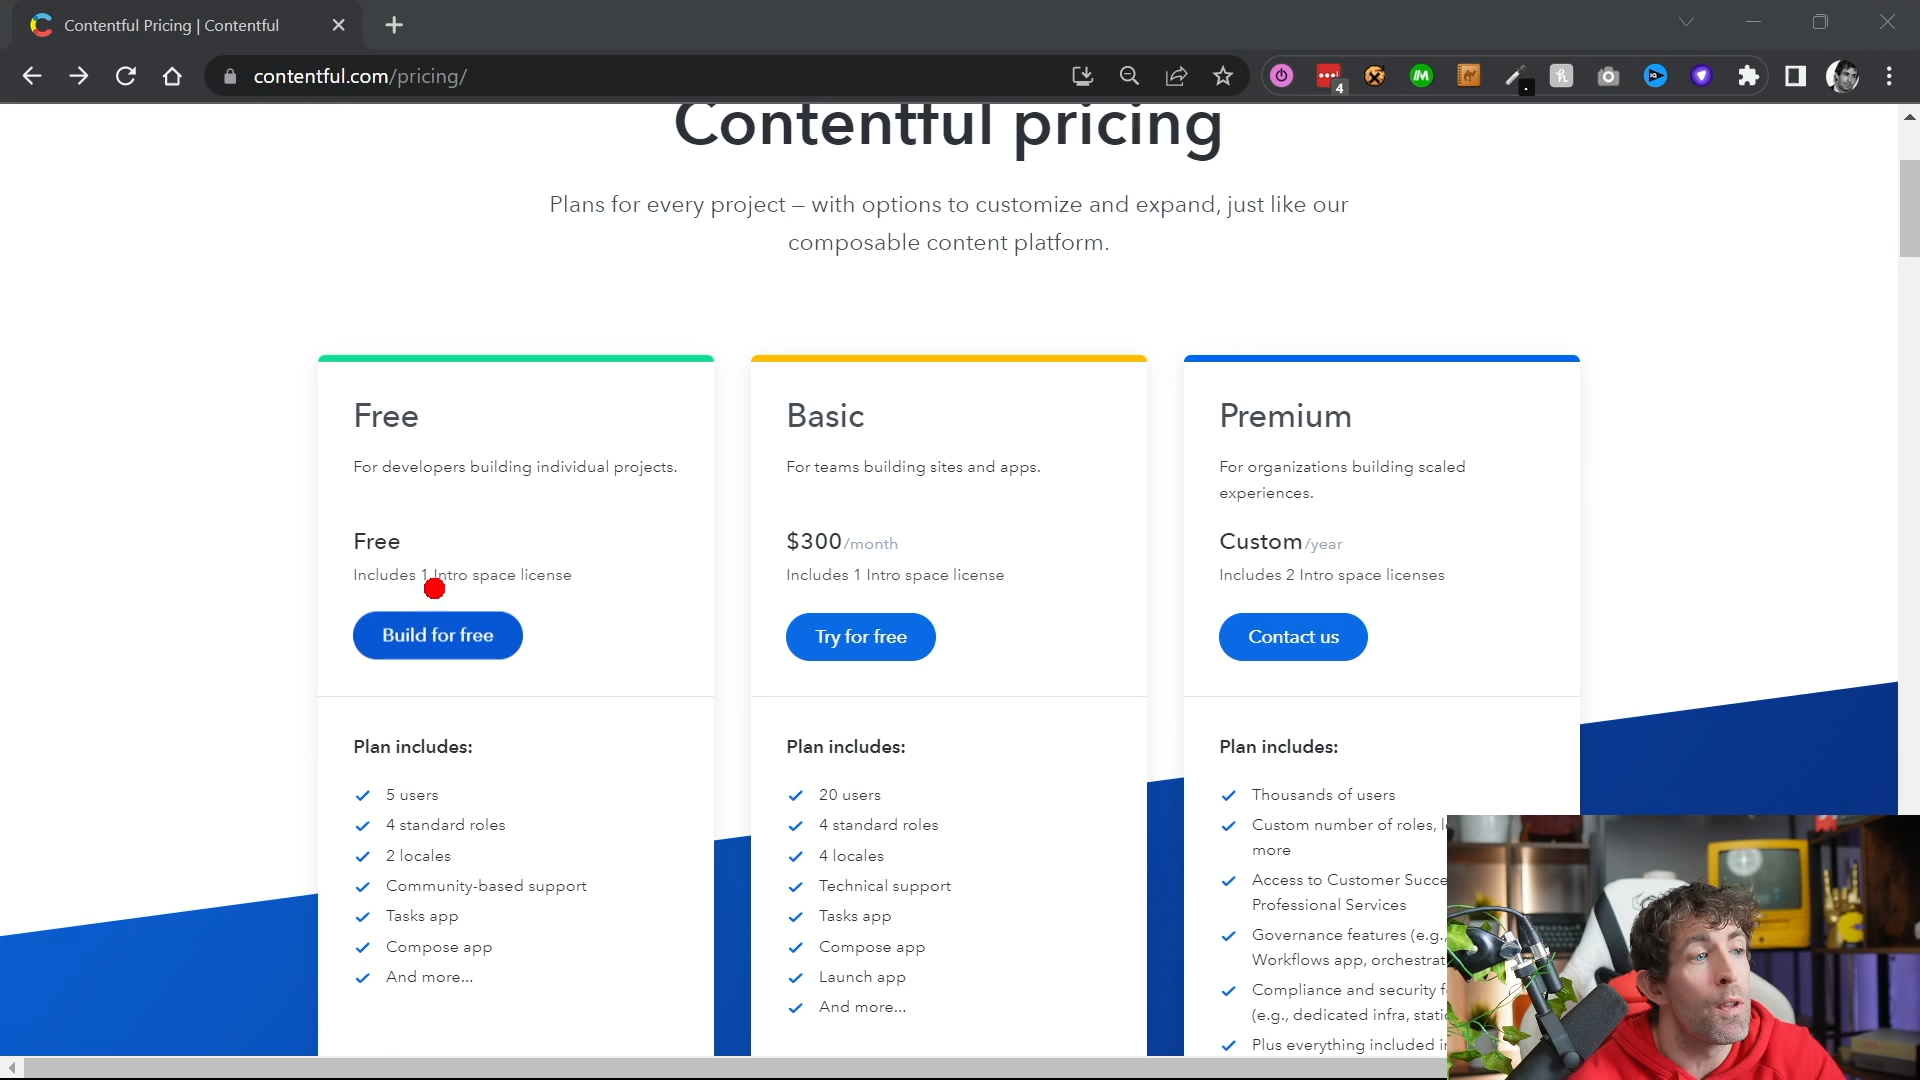 Contentful Pricing | Contentful
contentful.com/pricing/
4
Contentful pricing
Plans for every project – with options to customize and expand, just like our
composable content platform.
Free
For developers building individual projects.
Free
Includes 1 Intro space license
Build for free
Plan includes:
5 users
4 standard roles
2 locales
Community-based support
Tasks app
Compose app
And more...
Basic
For teams building sites and apps.
$300/month
Includes 1 Intro space license
Try for free
Plan includes:
20 users
4 standard roles
4 locales
Technical support
Tasks app
Compose app
Launch app
And more...
Premium
For organizations building scaled
experiences.
Custom/year
Includes 2 Intro space licenses
Contact us
Plan includes:
Thousands of users
Custom number of roles,
more
Access to Customer Succe
Professional Services
Governance features (e.g.,
Workflows app, orchestrat
Compliance and security f
(e.g., dedicated infra, static
Plus everything included i